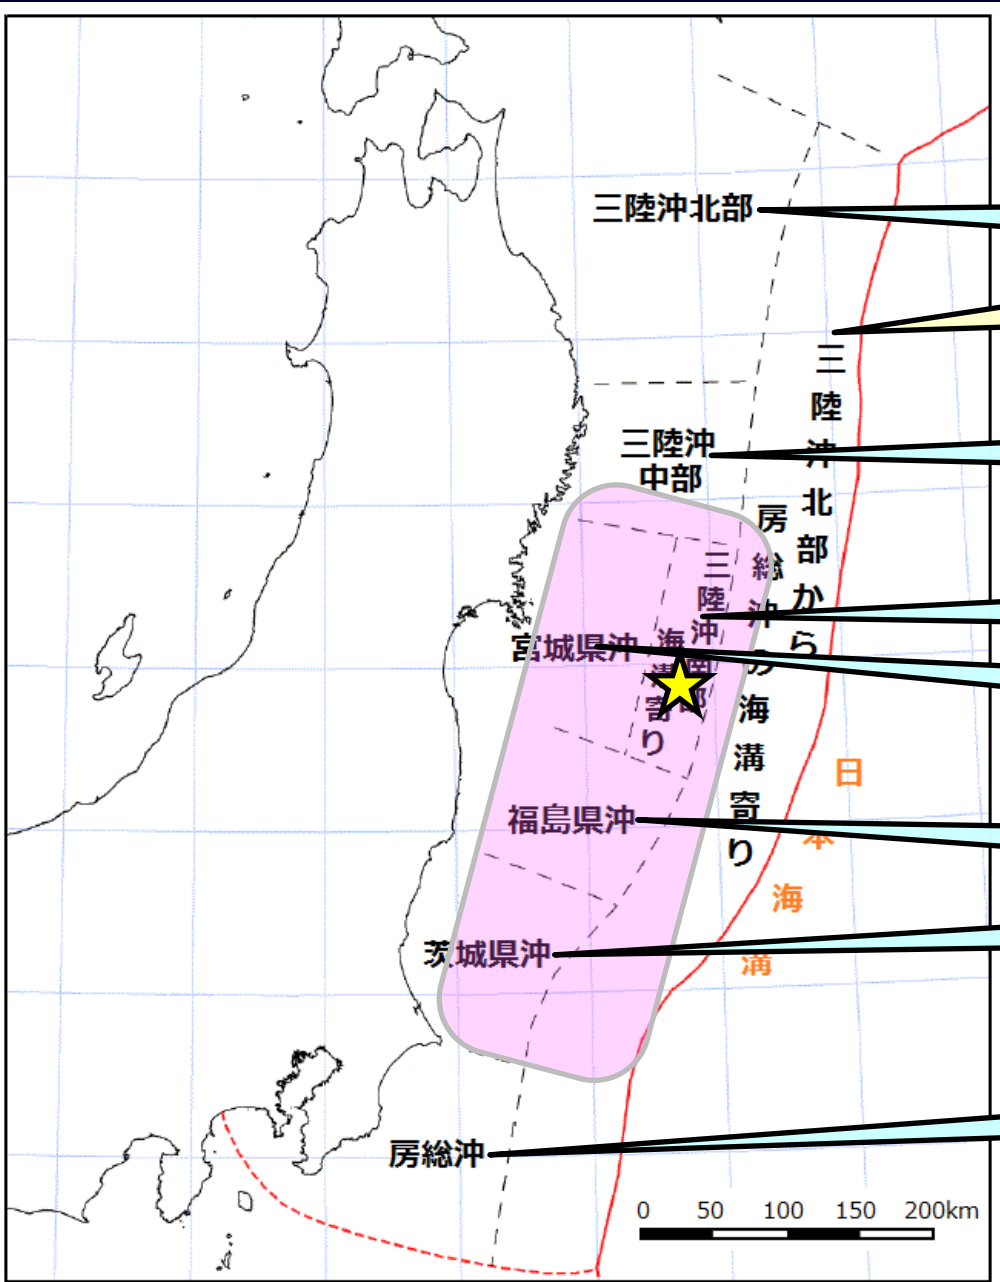 三陸沖北部
三陸沖北部から
房総沖の海溝寄り
三陸沖
中部
三陸沖南部
海溝寄り
宮城県沖
福島県沖
茨城県沖
房総沖
日本海溝
0 50 100 150 200km